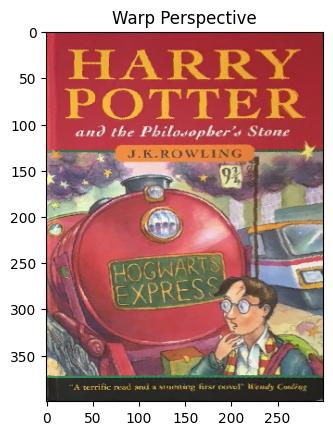 Warp Perspective
0
50
100
150
200
250
300
350
HARRY
POTTER
and the Philosopher's Stone
J.K.ROWLING
9¾
HOGWARTS
EXPRESS
"A terrific read and a stunning first novel" Wendy Cooling
0 50 100 150 200 250